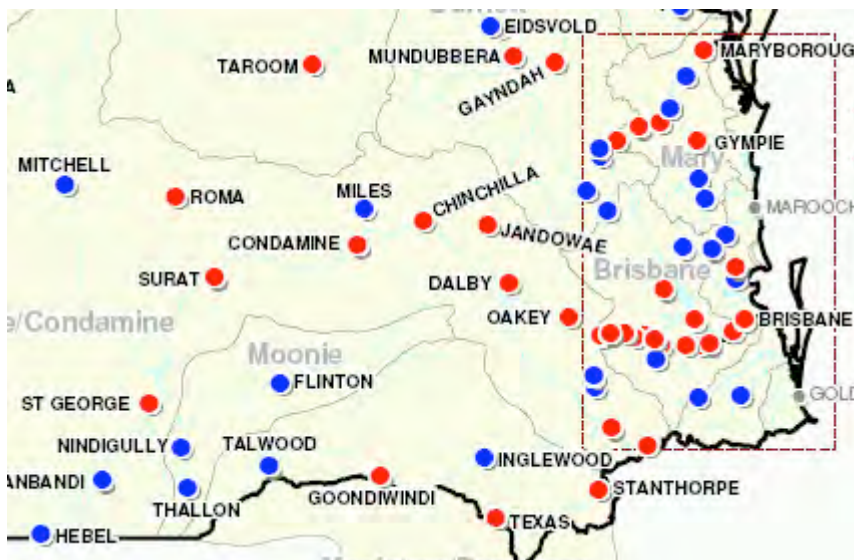 EIDSVOLD
MUNDUBBERA
MARYBOROUG
TAROOM
GAYNDAH
GYMPIE
Mary
MITCHELL
ROMA
MILES
CHINCHILLA
MAROOCH
CONDAMINE
JANDOWAE
SURAT
DALBY
Brisbane
OAKEY
BRISBANE
e/Condamine
Moonie
FLINTON
GOLD
ST GEORGE
NINDIGULLY
TALWOOD
INGLEWOOD
ANBANDI
THALLON
GOONDIWINDI
STANTHORPE
TEXAS
HEBEL